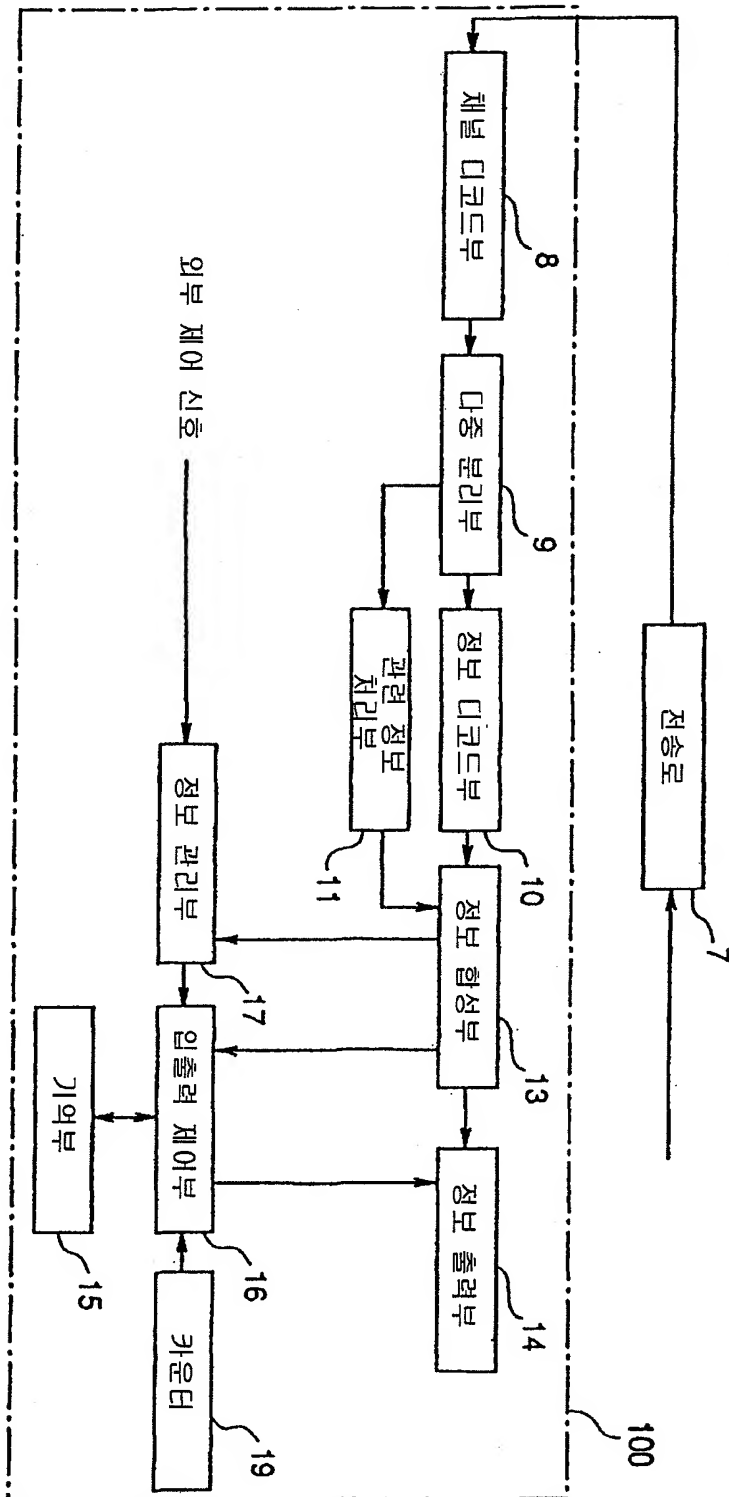 전송로
7
100
채널 디코드부
8
다중 분리부
9
정보 디코드부
10
관련 정보
처리부
11
정보 합성부
13
정보 출력부
14
외부 제어 신호
정보 관리부
17
입출력 제어부
16
기억부
15
카운터
19